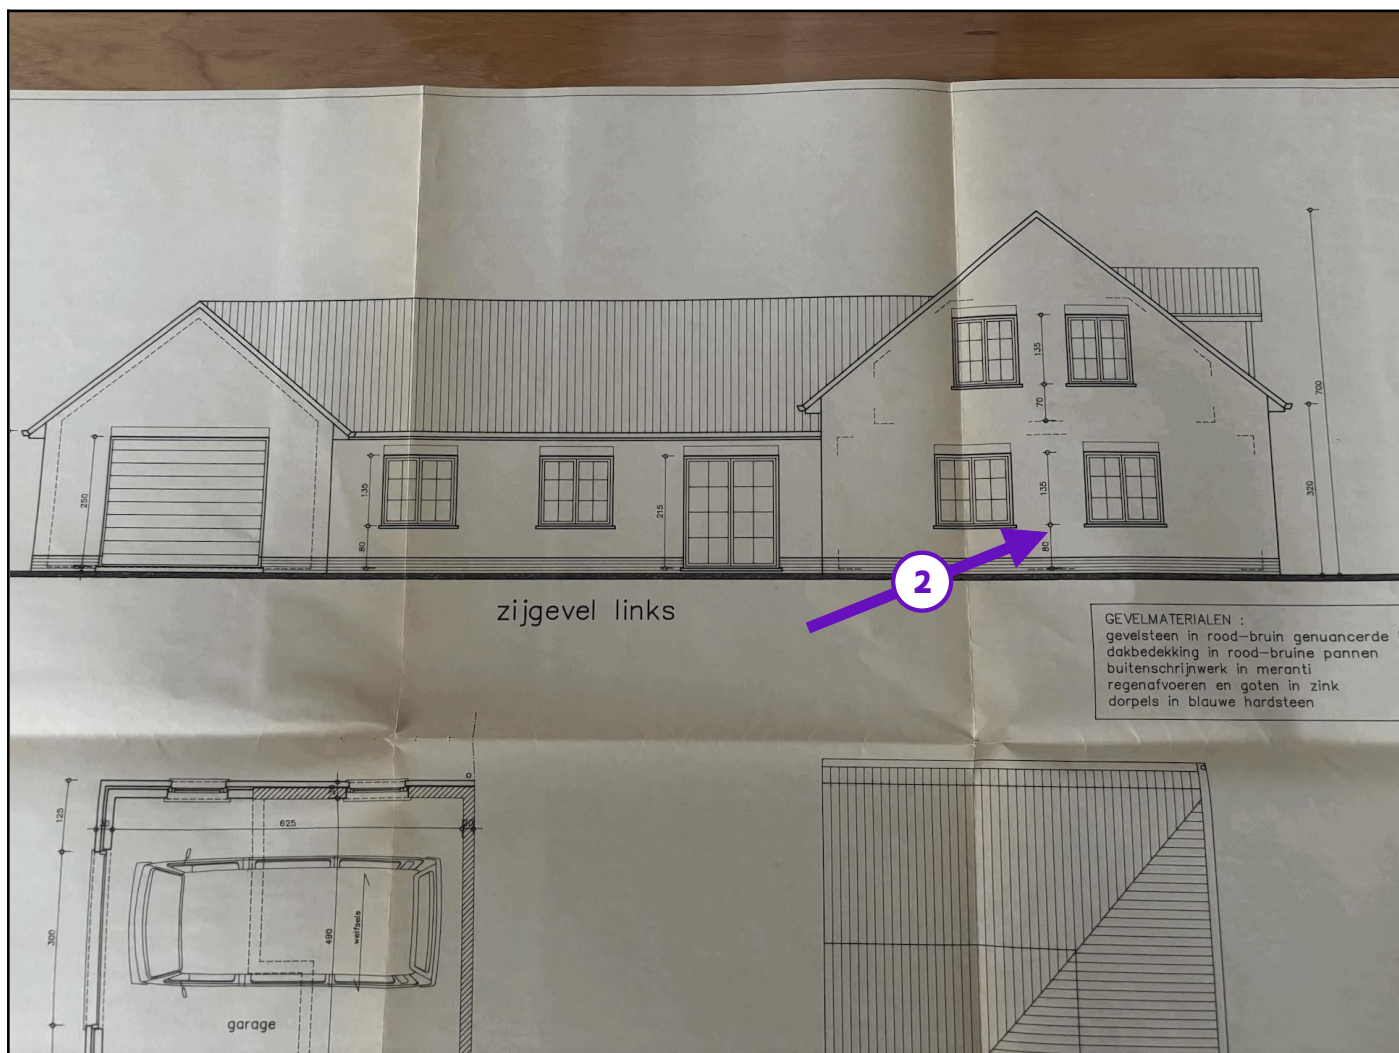 135
70
700
320
250
135
80
215
135
80
2
zijgevel links
GEVELMATERIALEN :
gevelsteen in rood-bruin genuancerde
dakbedekking in rood-bruine pannen
buitenschrijnwerk in meranti
regenafvoeren en goten in zink
dorpels in blauwe hardsteen
125
625
300
490
welfsels
garage